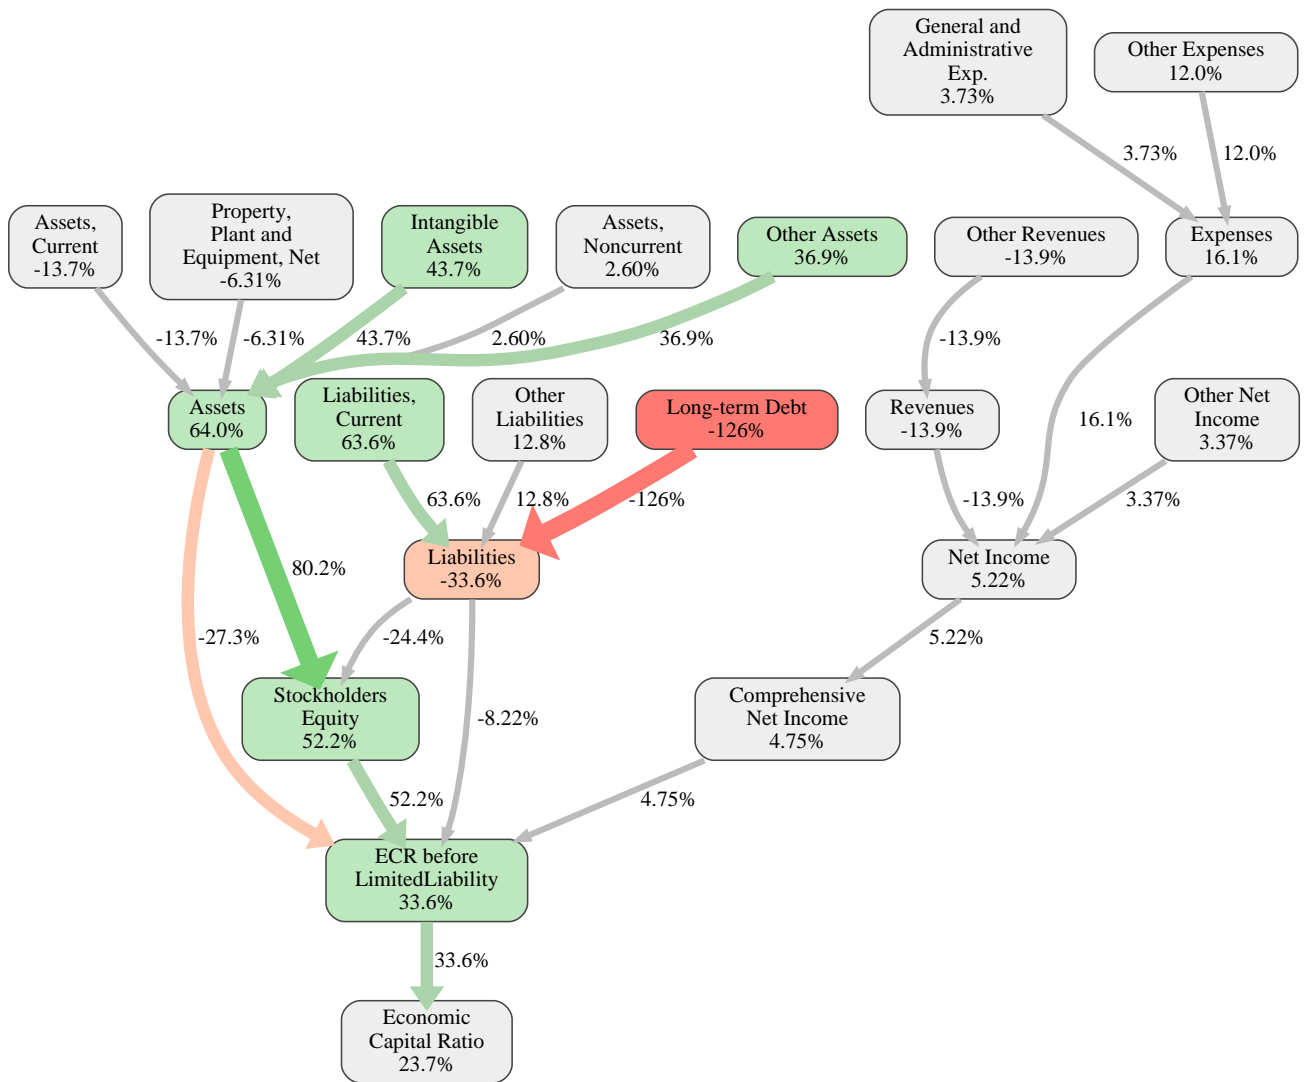 General and
Administrative
Exp.
3.73%
Other Expenses
12.0%
3.73%
12.0%
Assets,
Current
-13.7%
Property,
Plant and
Equipment, Net
-6.31%
Intangible
Assets
43.7%
Assets,
Noncurrent
2.60%
Other Assets
36.9%
Other Revenues
-13.9%
Expenses
16.1%
-13.7%
-6.31%
43.7%
2.60%
36.9%
-13.9%
Assets
64.0%
Liabilities,
Current
63.6%
Other
Liabilities
12.8%
Long-term Debt
-126%
Revenues
-13.9%
16.1%
Other Net
Income
3.37%
63.6%
12.8%
-126%
-13.9%
3.37%
80.2%
Liabilities
-33.6%
Net Income
5.22%
-27.3%
-24.4%
5.22%
Stockholders
Equity
52.2%
-8.22%
Comprehensive
Net Income
4.75%
52.2%
4.75%
ECR before
LimitedLiability
33.6%
33.6%
Economic
Capital Ratio
23.7%